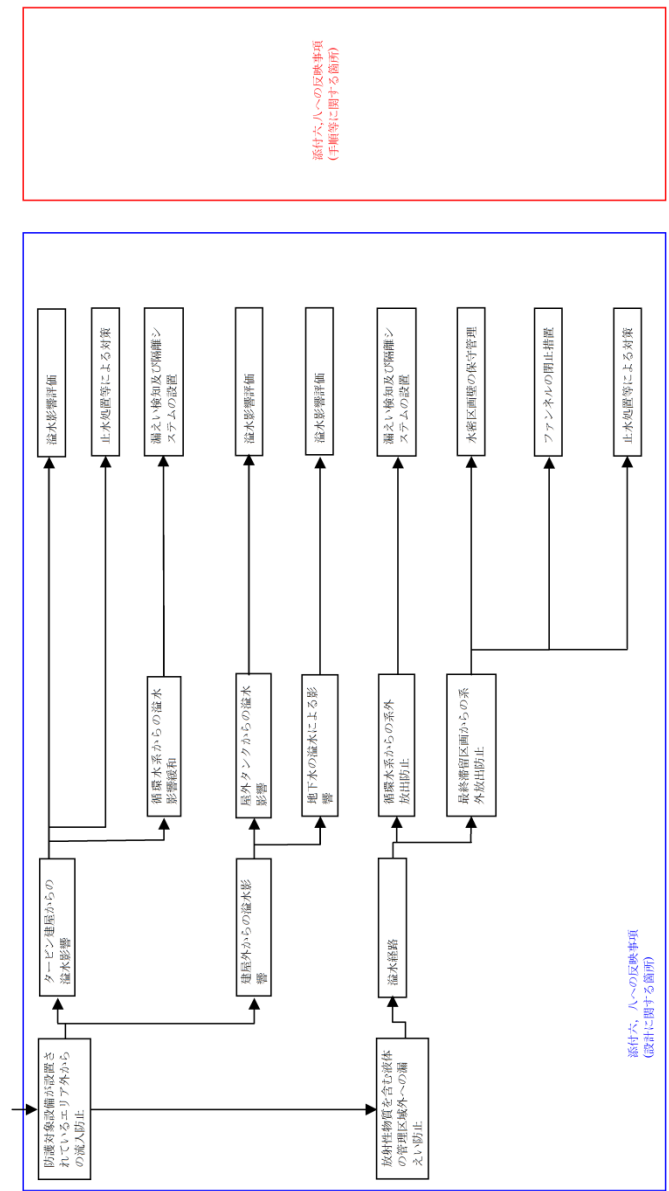 防護対象設備が設置さ
れているエリア外から
の流入防止
タービン建屋からの
溢水影響
溢水影響評価
止水処置等による対策
循環水系からの溢水
影響緩和
漏えい検知及び隔離シ
ステムの設置
建屋外からの溢水影
響
屋外タンクからの溢水
影響
溢水影響評価
地下水の溢水による影
響
溢水影響評価
放射性物質を含む液体
の管理区域外への漏
えい防止
溢水経路
循環水系からの系外
放出防止
漏えい検知及び隔離シ
ステムの設置
最終滞留区画からの系
外放出防止
水密区画壁の保守管理
ファンネルの閉止措置
止水処置等による対策
添付六，八への反映事項
(設計に関する箇所)
添付六,八への反映事項
(手順等に関する箇所)